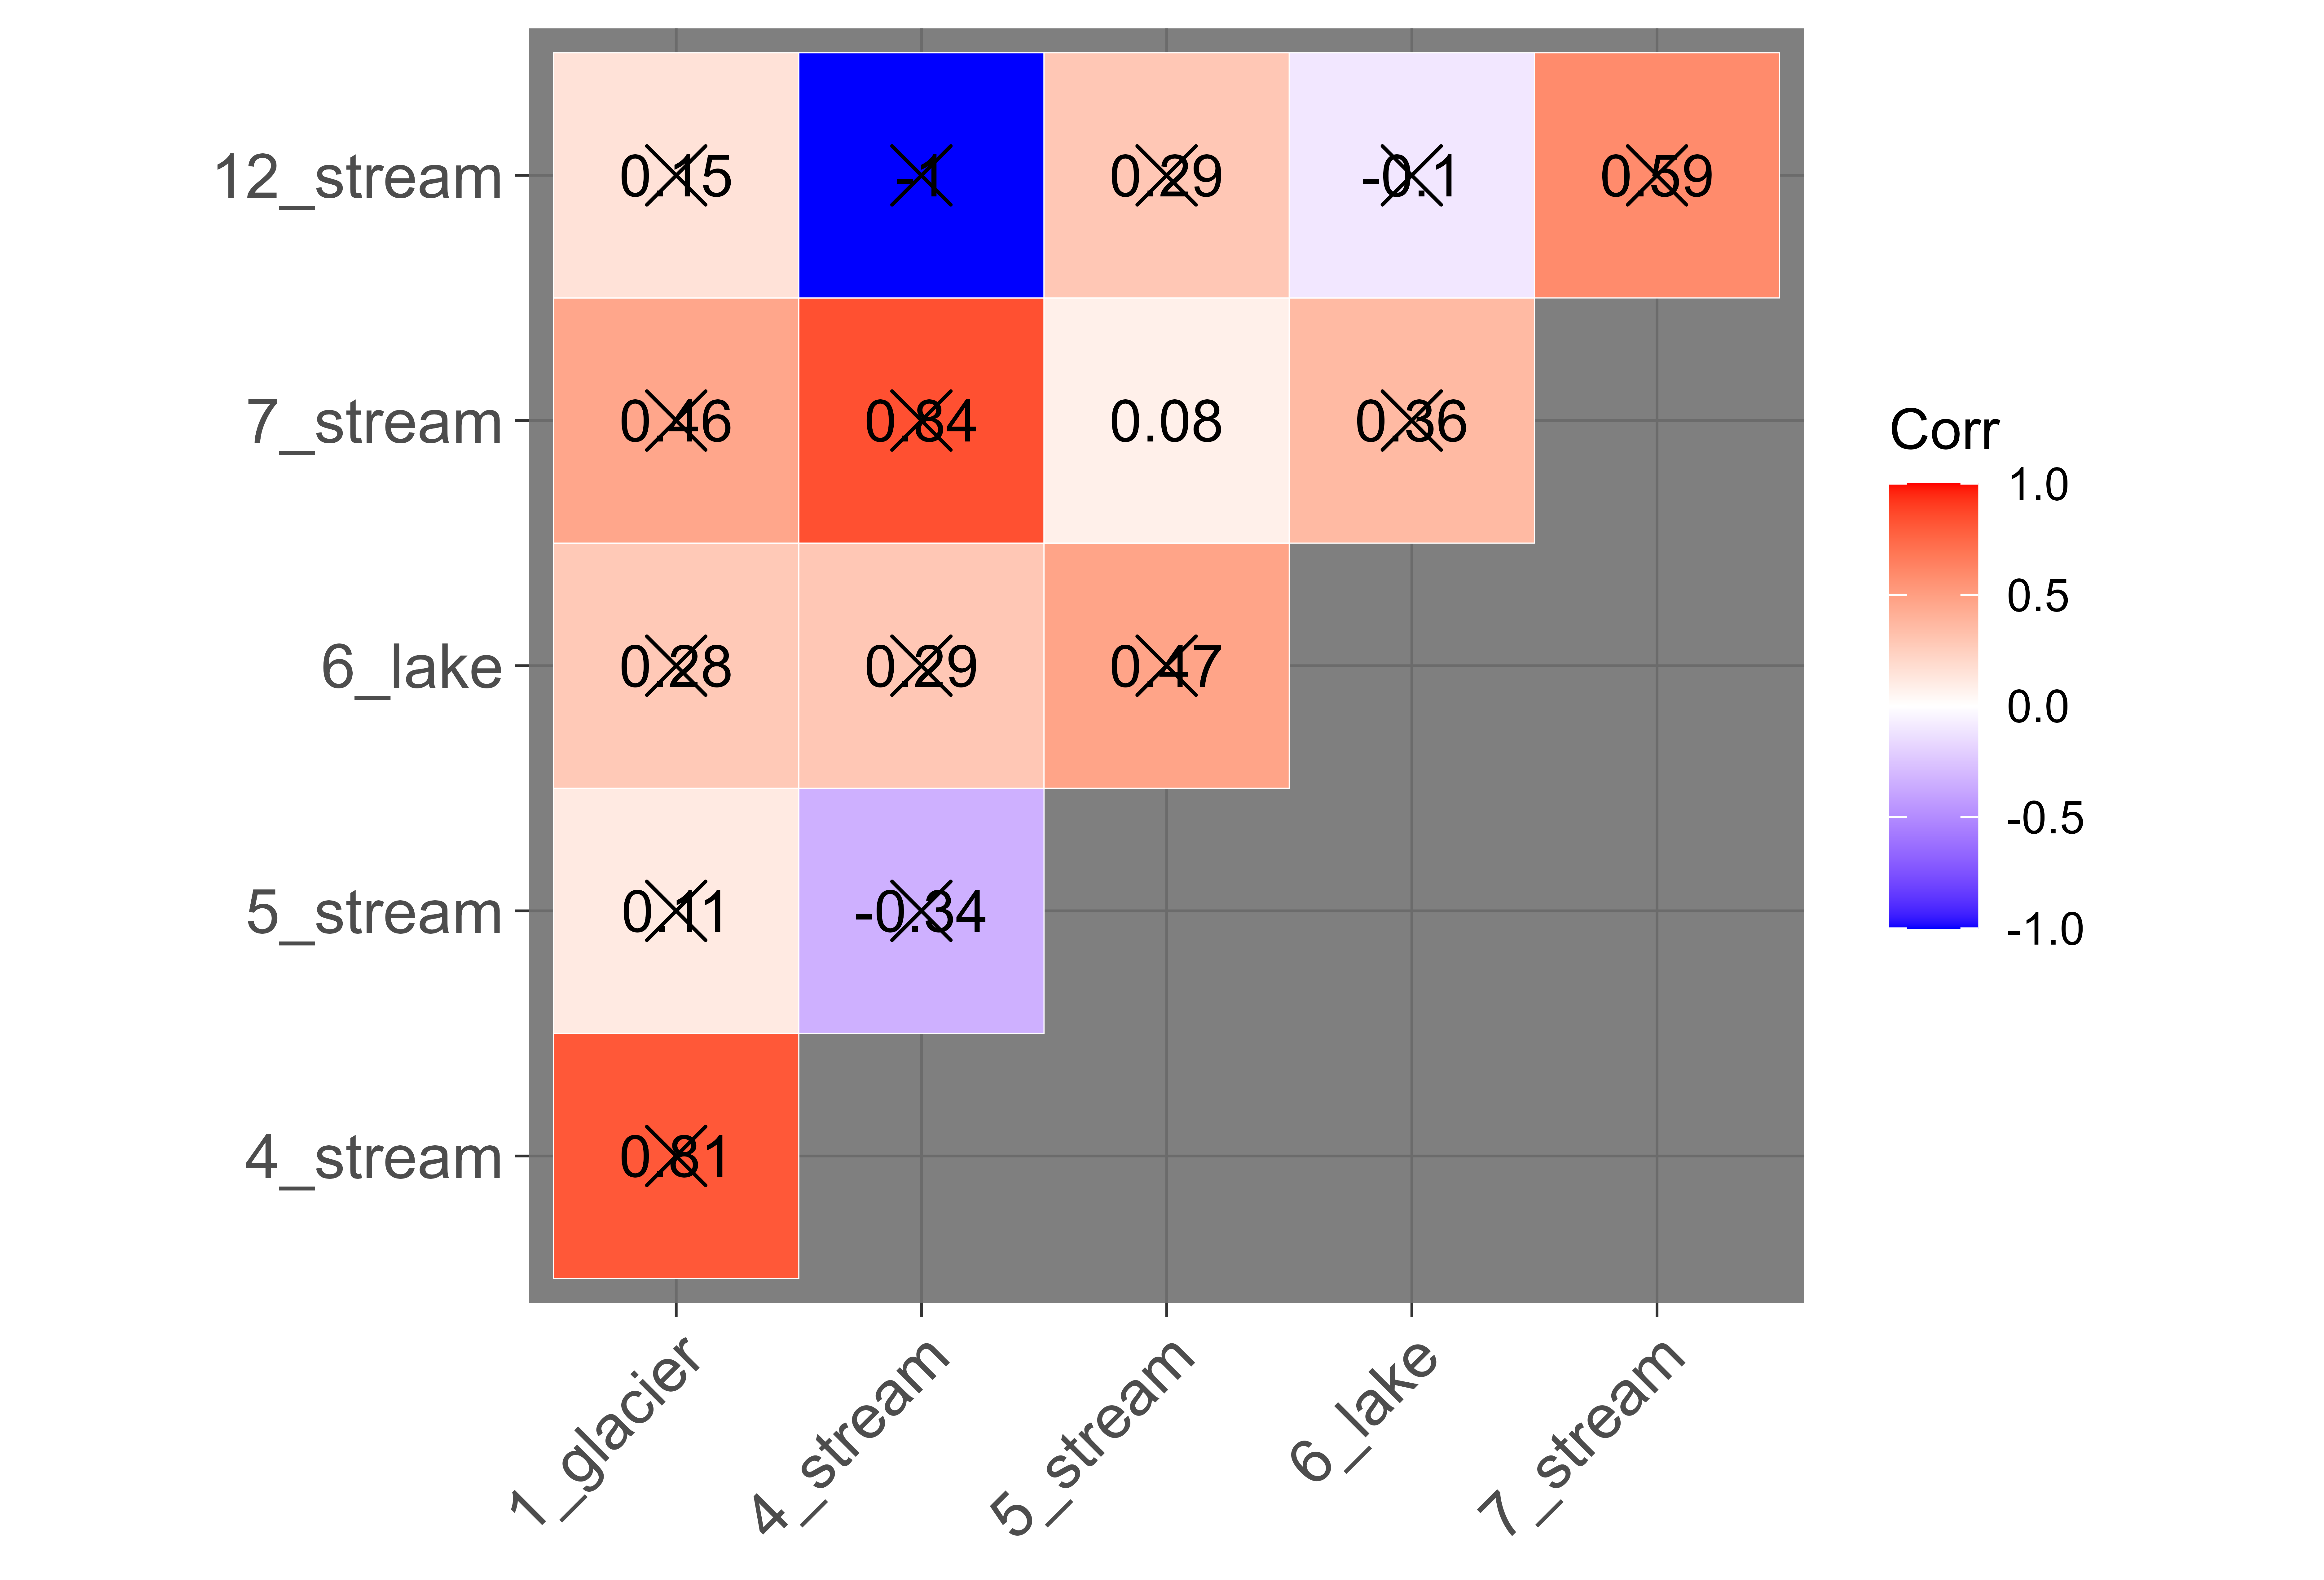 12_stream 0.15 -1 0.29 -0.1 0.59
7_stream 0.46 0.84 0.08 0.36
6_lake 0.28 0.29 0.47
5_stream 0.11 -0.34
4_stream 0.81
1_glacier 4_stream 5_stream 6_lake 7_stream
Corr
1.0
0.5
0.0
-0.5
-1.0